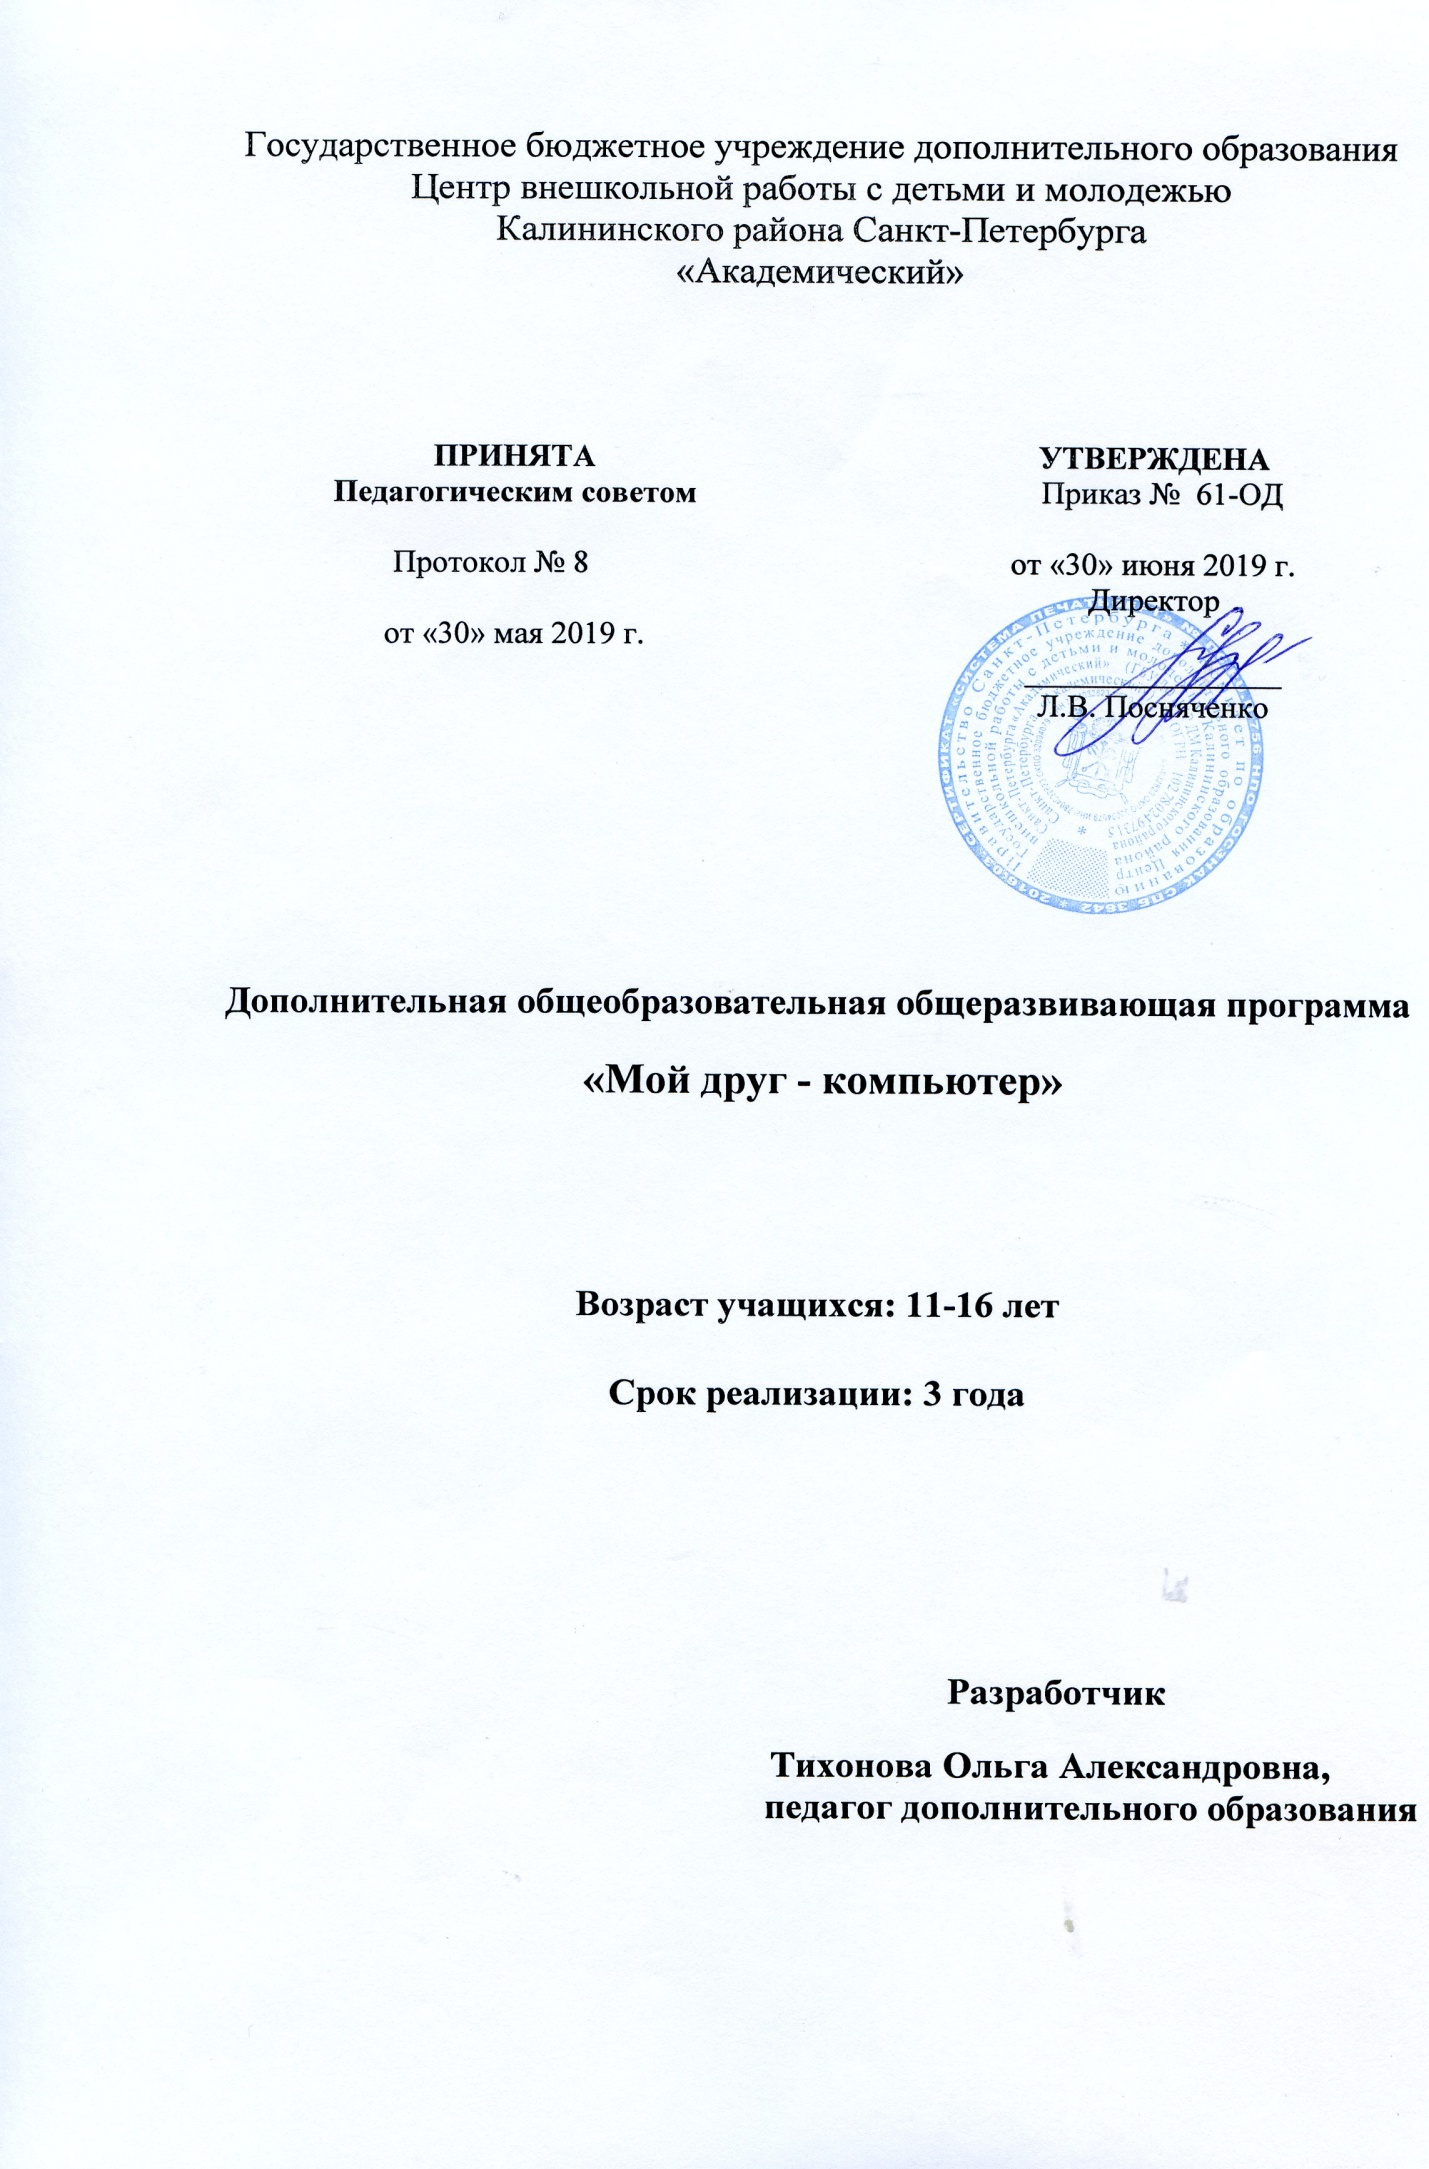 Государственное бюджетное учреждение дополнительного образования
Центр внешкольной работы с детьми и молодежью
Калининского района Санкт-Петербурга
«Академический»
ПРИНЯТА
Педагогическим советом
Протокол № 8
от «30» мая 2019 г.
УТВЕРЖДЕНА
Приказ № 61-ОД
от «30» июня 2019 г.
Директор
Л.В. Посняченко
Дополнительная общеобразовательная общеразвивающая программа
«Мой друг - компьютер»
Возраст учащихся: 11-16 лет
Срок реализации: 3 года
Разработчик
Тихонова Ольга Александровна,
педагог дополнительного образования